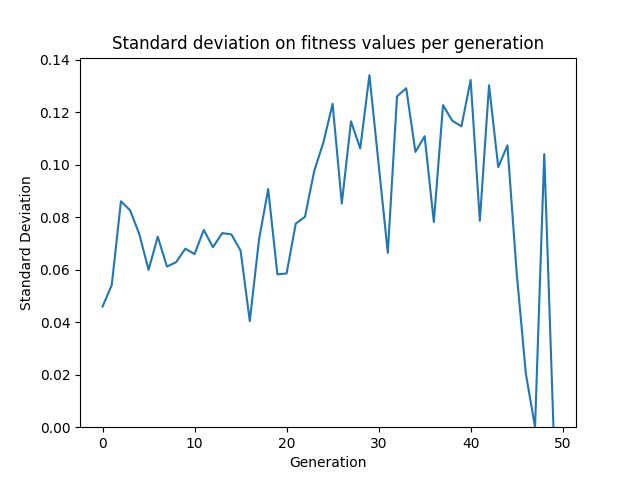 Standard deviation on fitness values per generation
0.14
0.12
0.10
0.08
0.06
0.04
0.02
0.00
Standard Deviation
0 10 20 30 40 50
Generation